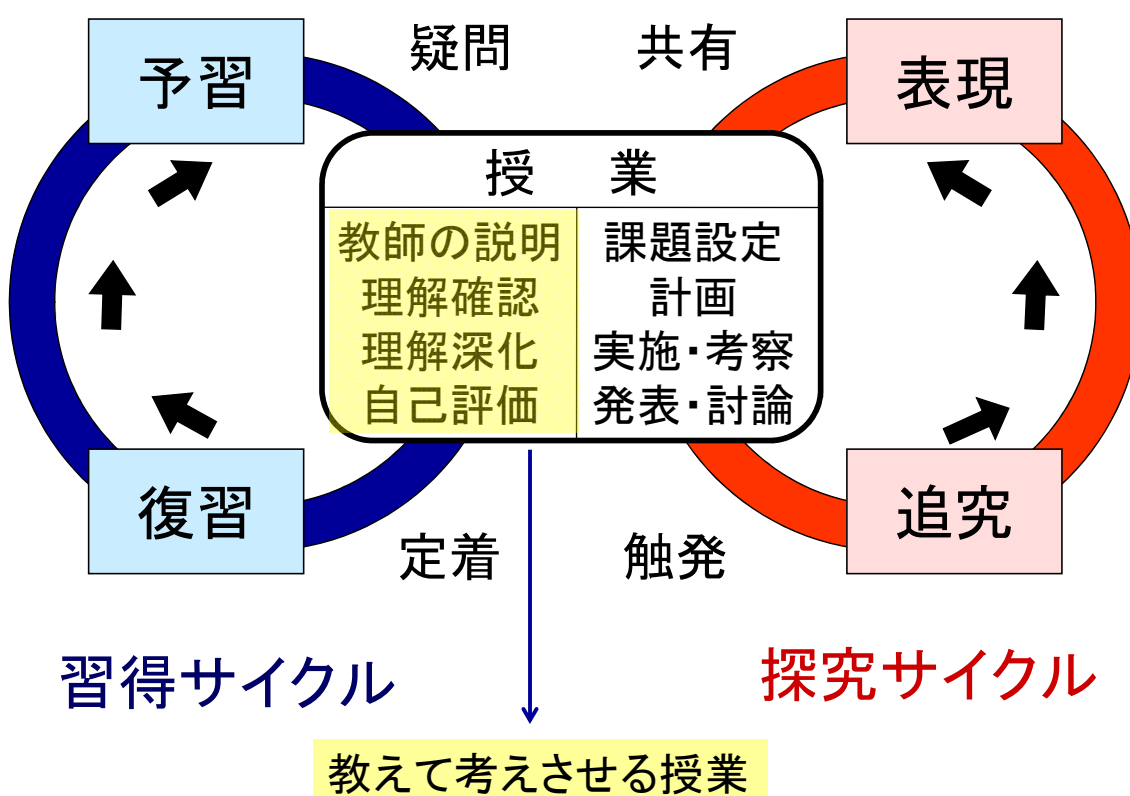 予習
疑問
共有
表現
授 業
教師の説明
理解確認
理解深化
自己評価
課題設定
計画
実施・考察
発表・討論
復習
定着
触発
追究
習得サイクル
探究サイクル
教えて考えさせる授業